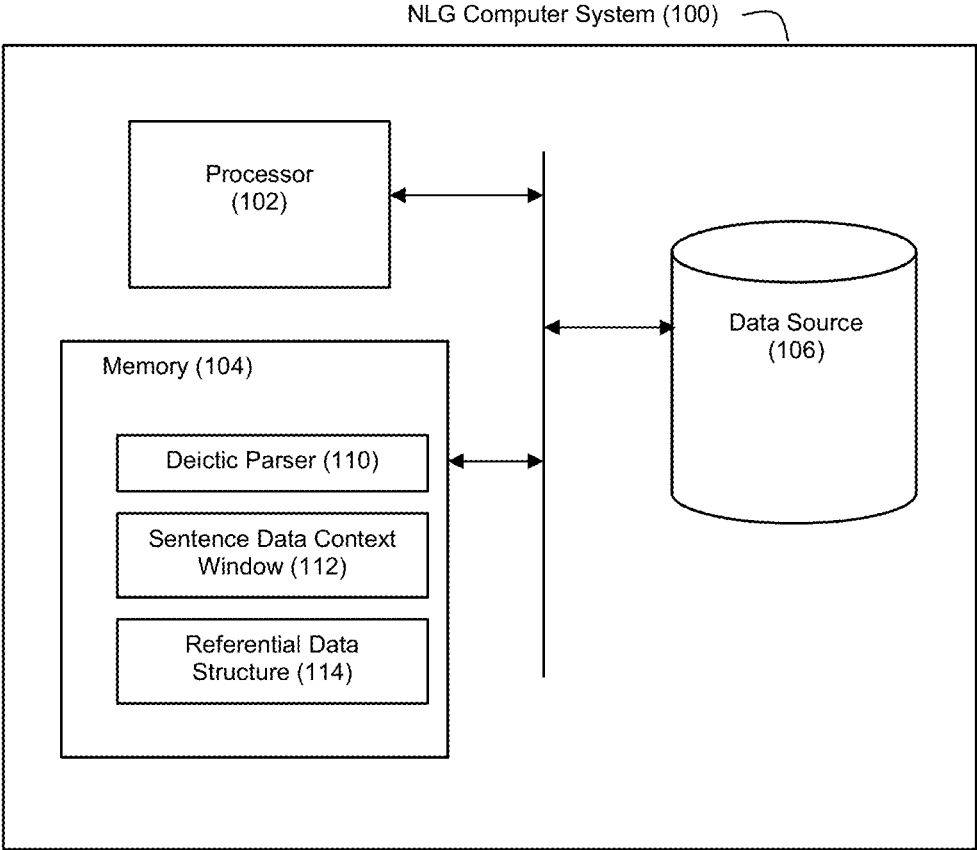 NLG Computer System (100)
Processor
(102)
Data Source
(106)
Memory (104)
Deictic Parser (110)
Sentence Data Context
Window (112)
Referential Data
Structure (114)